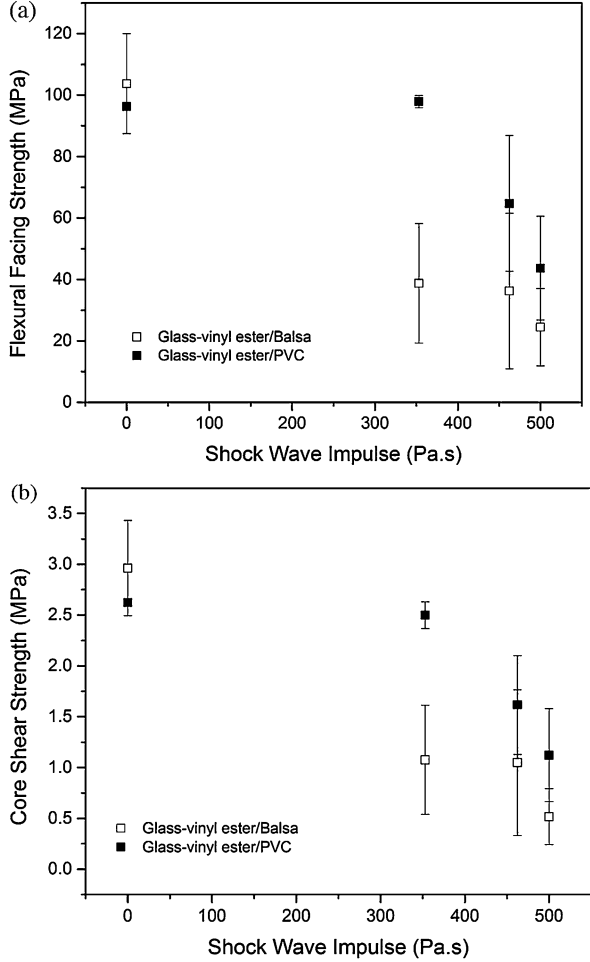 (a)
120
100
80
60
40
20
0
Flexural Facing Strength (MPa)
Glass-vinyl ester/Balsa
Glass-vinyl ester/PVC
0 100 200 300 400 500
Shock Wave Impulse (Pa.s)
(b)
3.5
3.0
2.5
2.0
1.5
1.0
0.5
0.0
Core Shear Strength (MPa)
Glass-vinyl ester/Balsa
Glass-vinyl ester/PVC
0 100 200 300 400 500
Shock Wave Impulse (Pa.s)